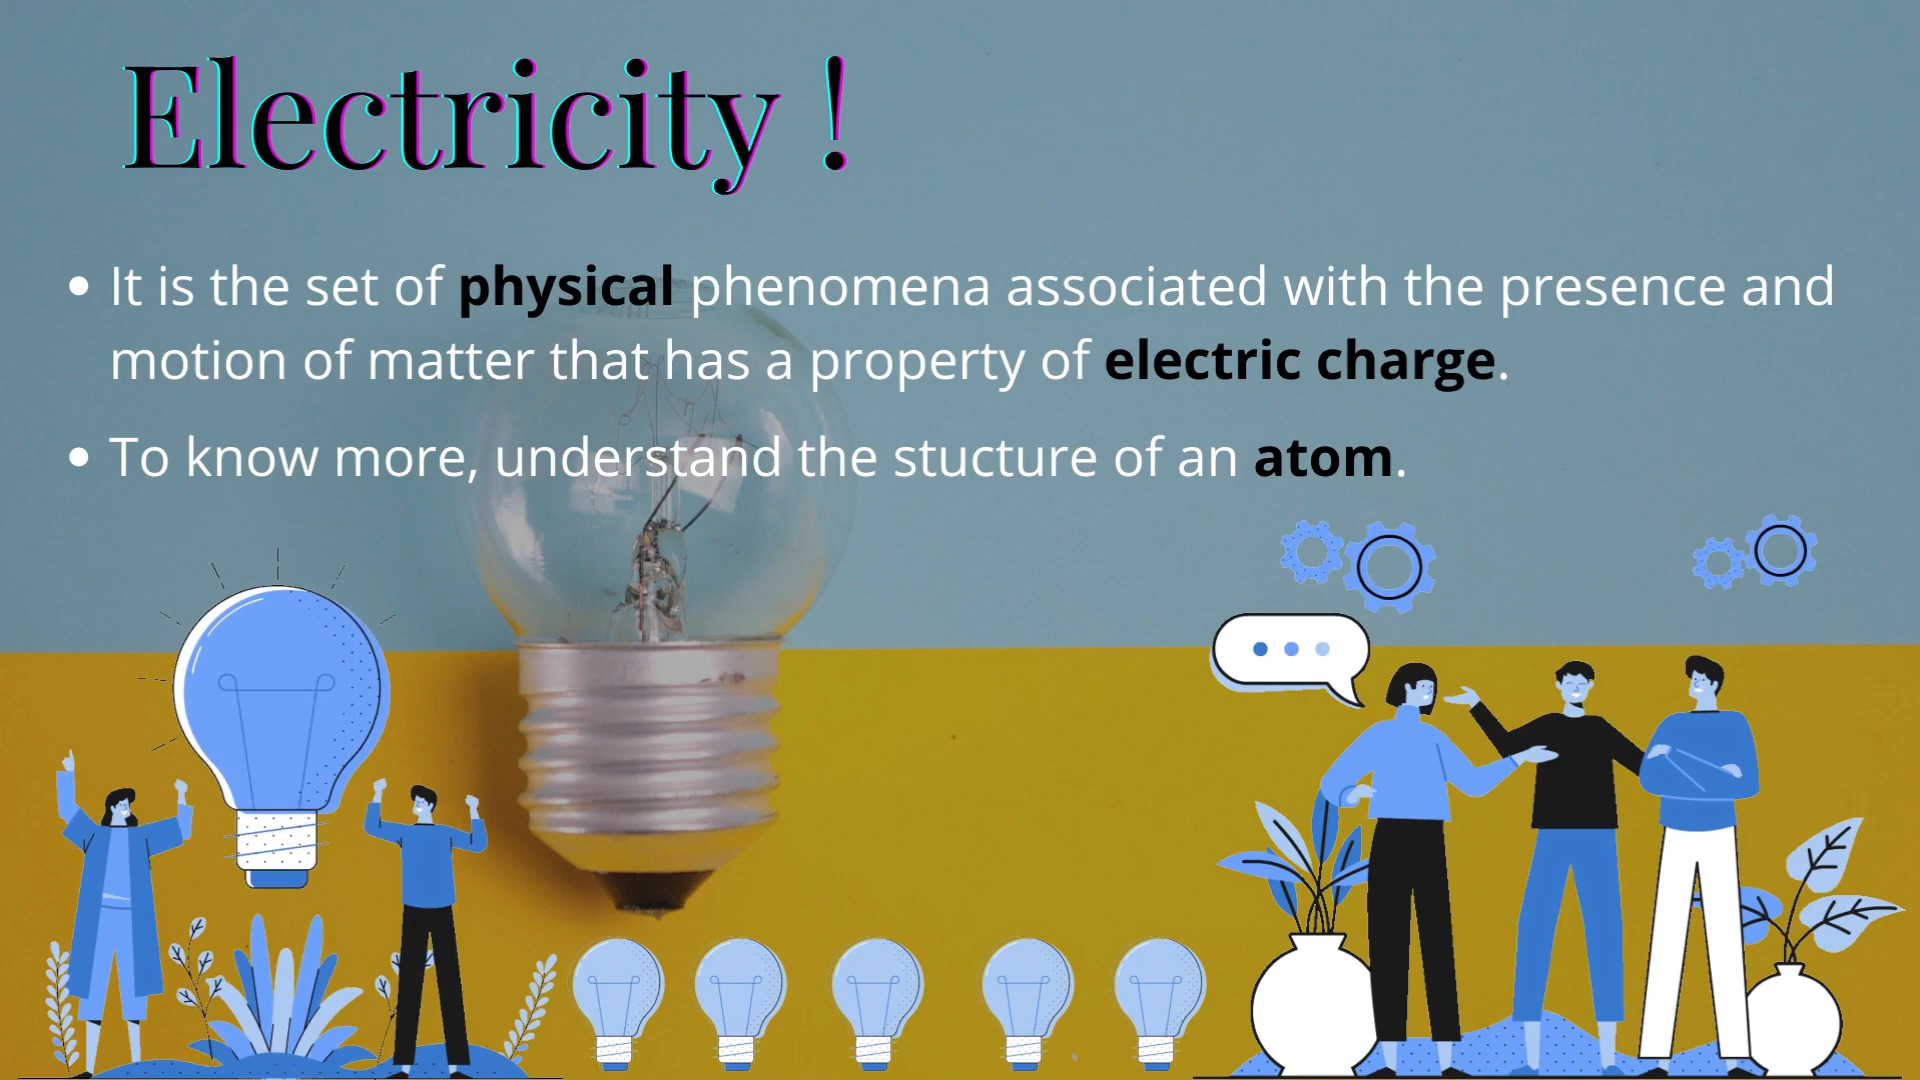 Electricity !
• It is the set of physical phenomena associated with the presence and
motion of matter that has a property of electric charge.
• To know more, understand the stucture of an atom.